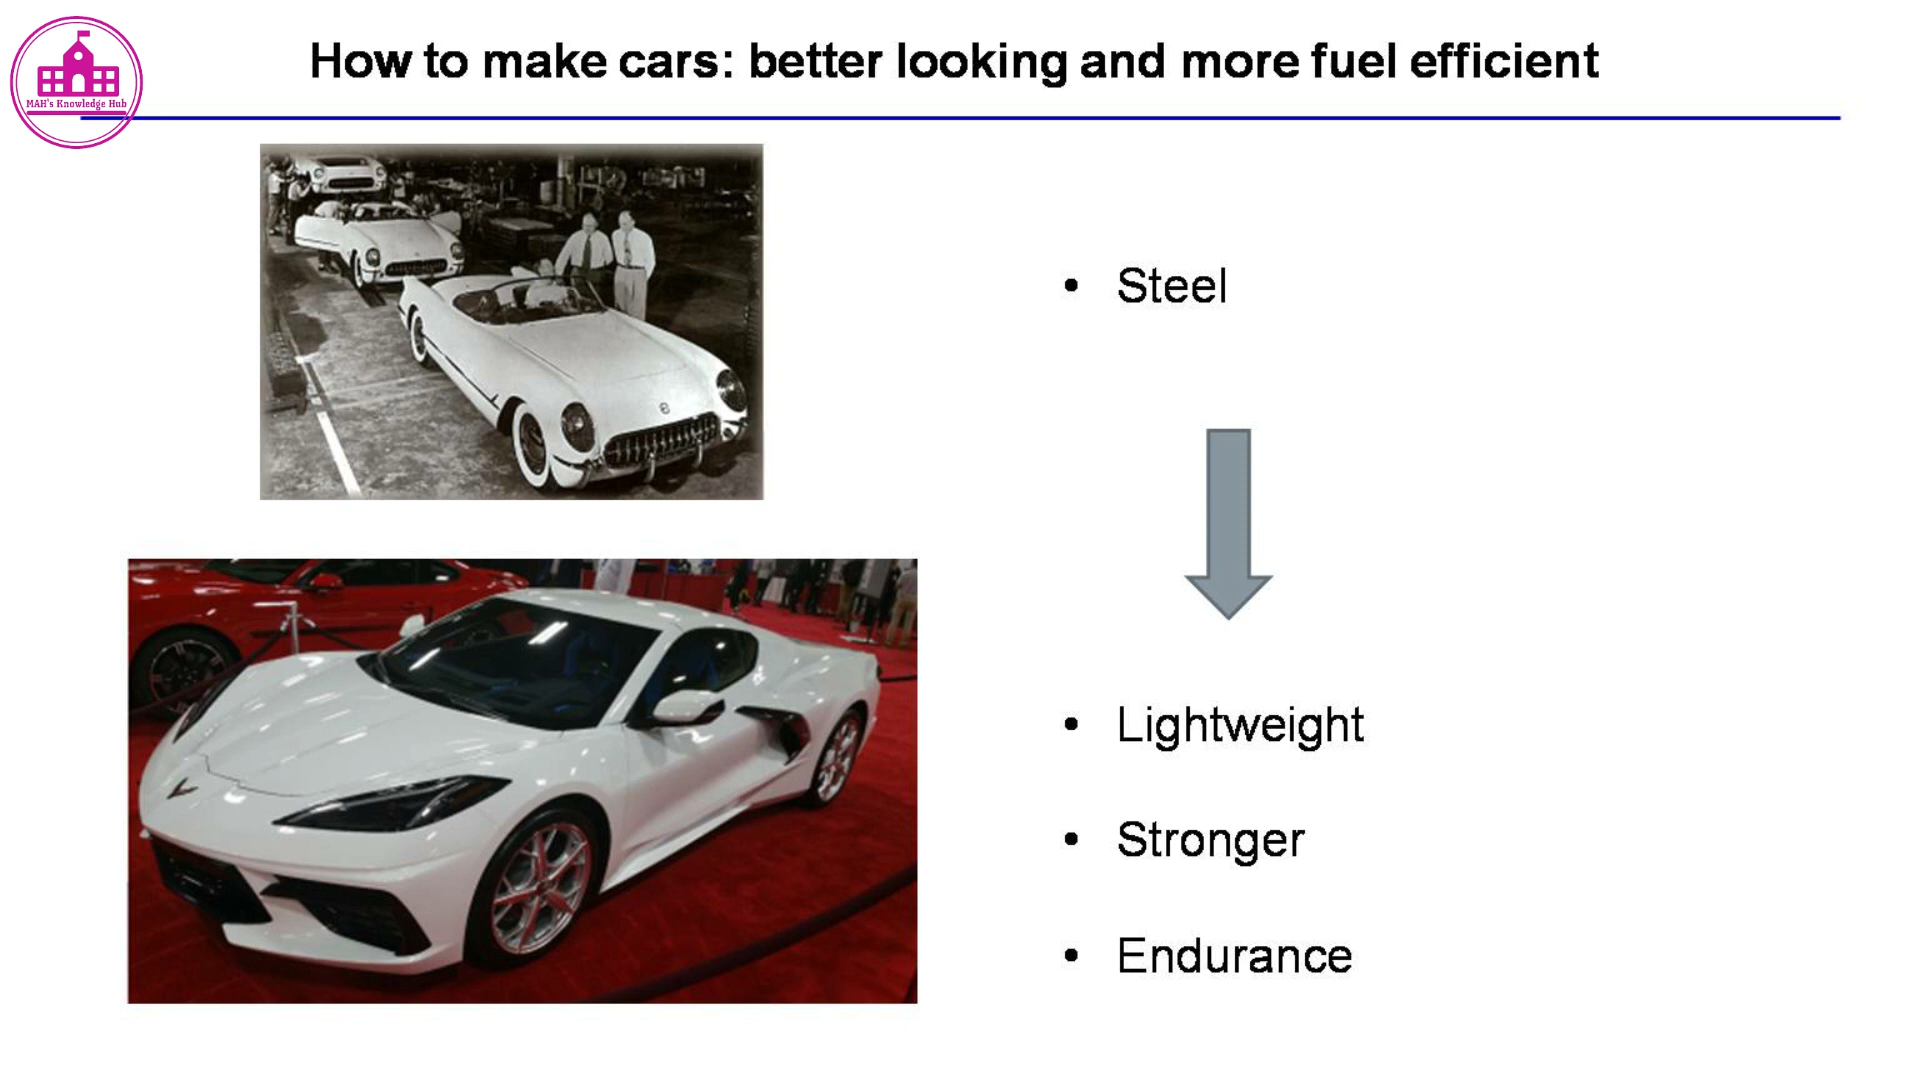 How to make cars: better looking and more fuel efficient
MAH's Knowledge Hub
• Steel
• Lightweight
• Stronger
• Endurance